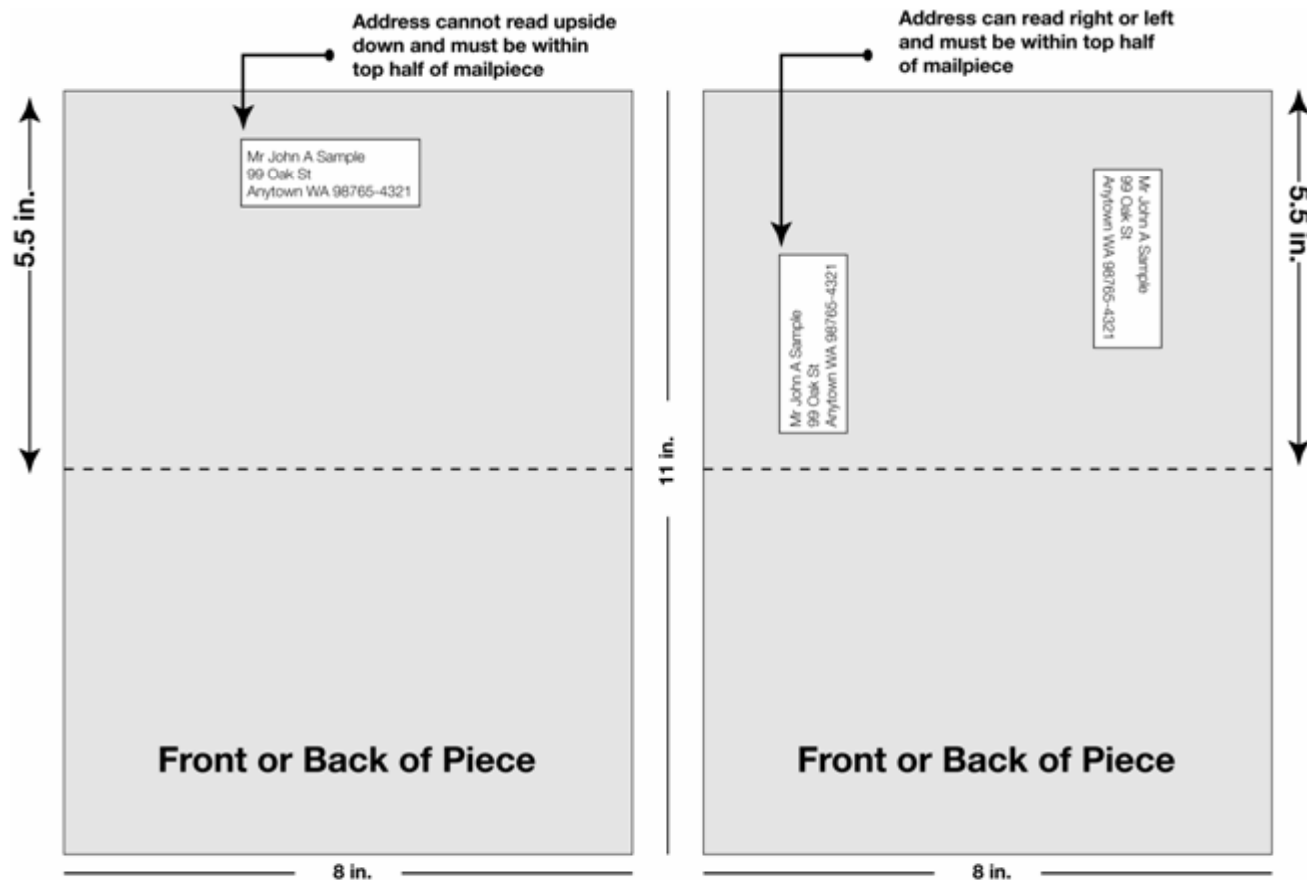 Address cannot read upside
down and must be within
top half of mailpiece
Address can read right or left
and must be within top half
of mailpiece
5.5 in.
Mr John A Sample
99 Oak St
Anytown WA 98765-4321
11 in.
Mr John A Sample
99 Oak St
Anytown WA 98765-4321
Mr John A Sample
99 Oak St
Anytown WA 98765-4321
5.5 in.
Front or Back of Piece
Front or Back of Piece
8 in.
8 in.